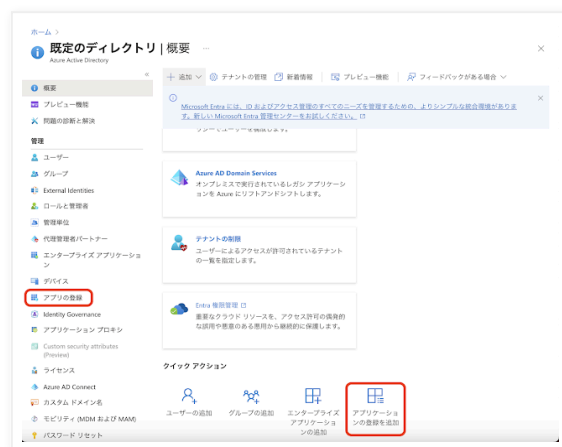 ホーム >
既定のディレクトリ | 概要 …
Azure Active Directory
«
＋ 追加 テナントの管理 新着情報 プレビュー機能 フィードバックがある場合
概要
プレビュー機能
問題の診断と解決
管理
ユーザー
グループ
External Identities
ロールと管理者
管理単位
代理管理者パートナー
エンタープライズ アプリケーショ
ン
デバイス
アプリの登録
Identity Governance
アプリケーション プロキシ
Custom security attributes
(Preview)
ライセンス
Azure AD Connect
カスタム ドメイン名
モビリティ (MDM および MAM)
パスワード リセット
Microsoft Entra には、ID およびアクセス管理のすべてのニーズを管理するための、よりシンプルな統合環境がありま
す。新しい Microsoft Entra 管理センターをお試しください。
Azure AD Domain Services
オンプレミスで実行されているレガシ アプリケーシ
ョンを Azure にリフトアンドシフトします。
テナントの制限
ユーザーによるアクセスが許可されているテナント
の一覧を指定します。
Entra 権限管理
重要なクラウド リソースを、アクセス許可の偶発的
な誤用や悪意のある悪用から継続的に保護します。
クイック アクション
ユーザーの追加
グループの追加
エンタープライズ
アプリケーショ
ンの追加
アプリケーショ
ンの登録を追加